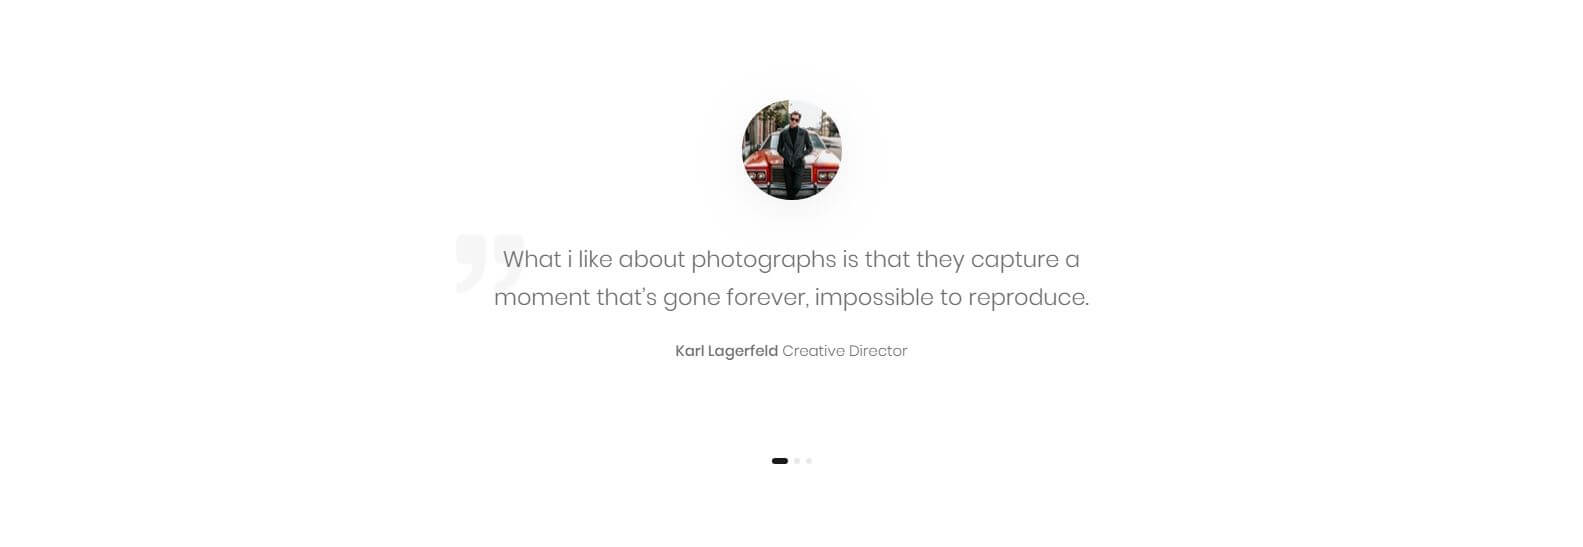 What i like about photographs is that they capture a
moment that’s gone forever, impossible to reproduce.
Karl Lagerfeld Creative Director